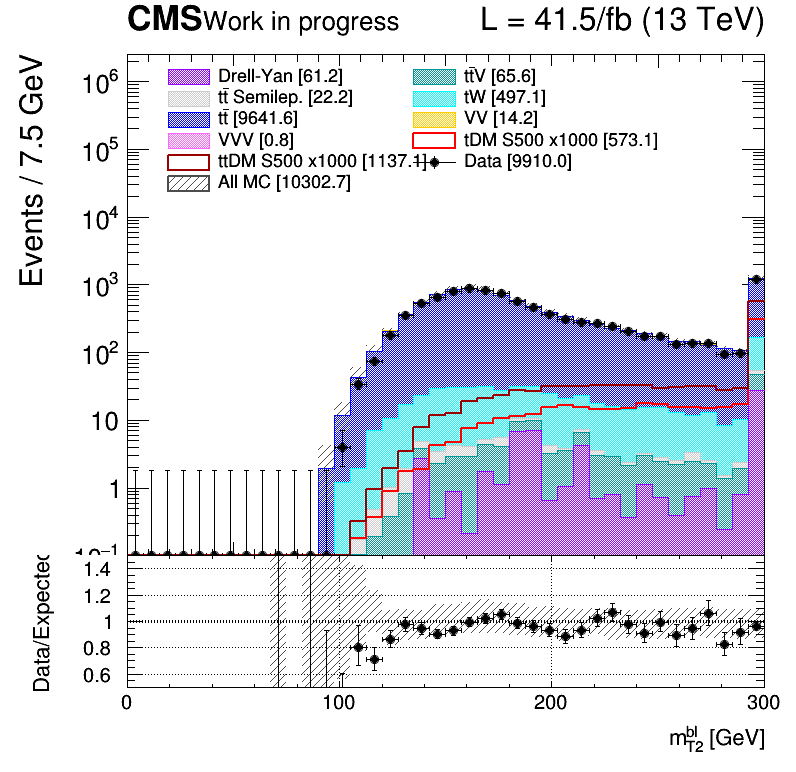 CMS Work in progress L = 41.5/fb (13 TeV)
Events / 7.5 GeV
Drell-Yan [61.2] tt̄V [65.6]
tt̄ Semilep. [22.2] tW [497.1]
tt̄ [9641.6] VV [14.2]
VVV [0.8] tDM S500 x1000 [573.1]
ttDM S500 x1000 [1137.1] Data [9910.0]
All MC [10302.7]
10⁶
10⁵
10⁴
10³
10²
10
1
10⁻¹
Data/Expected
1.4
1.2
1
0.8
0.6
0 100 200 300
m_{T2}^{bl} [GeV]